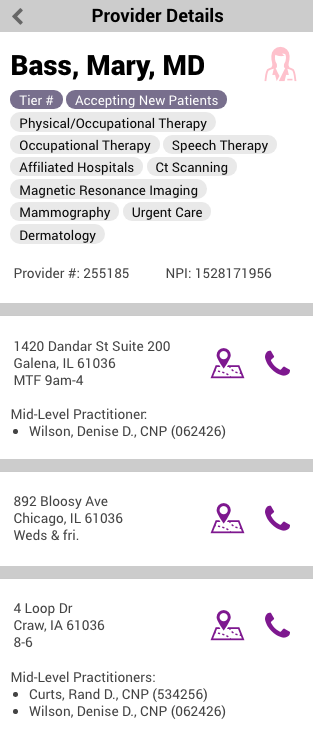 Provider Details
Bass, Mary, MD
Tier # Accepting New Patients
Physical/Occupational Therapy
Occupational Therapy Speech Therapy
Affiliated Hospitals Ct Scanning
Magnetic Resonance Imaging
Mammography Urgent Care
Dermatology
Provider #: 255185 NPI: 1528171956
1420 Dandar St Suite 200
Galena, IL 61036
MTF 9am-4
Mid-Level Practitioner:
• Wilson, Denise D., CNP (062426)
892 Bloosy Ave
Chicago, IL 61036
Weds & fri.
4 Loop Dr
Craw, IA 61036
8-6
Mid-Level Practitioners:
• Curts, Rand D., CNP (534256)
• Wilson, Denise D., CNP (062426)